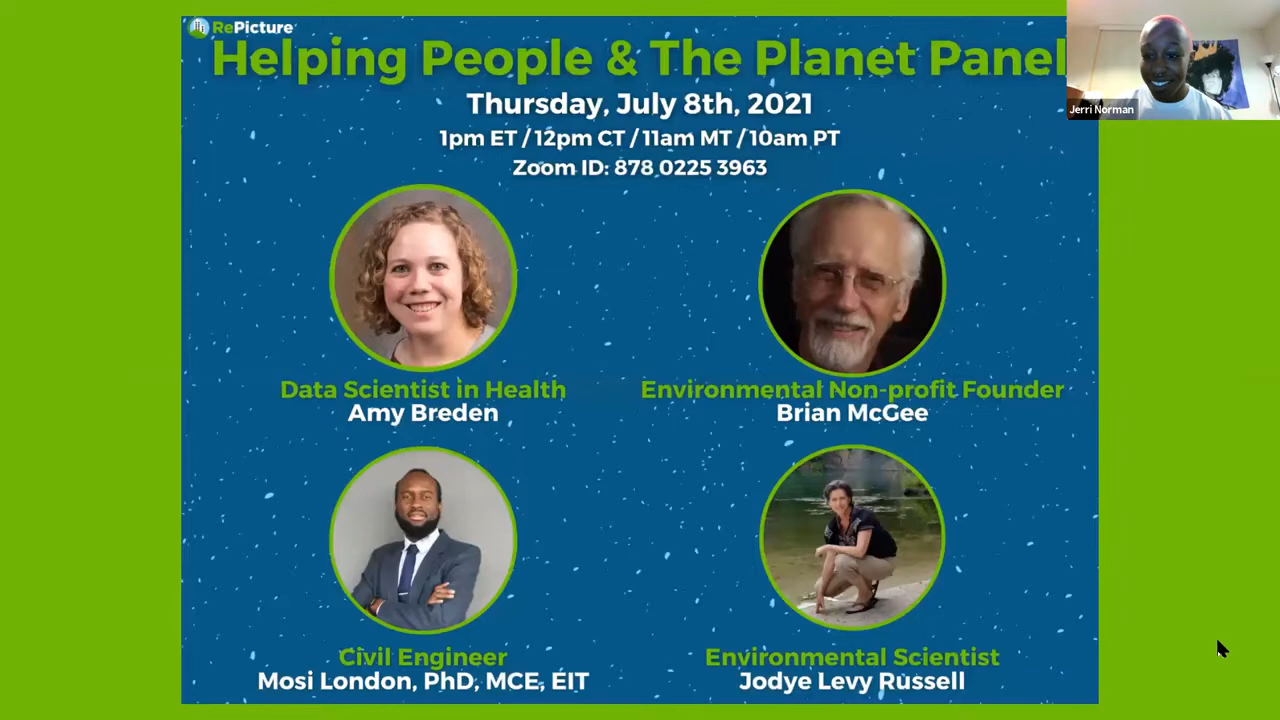 RePicture
Helping People & The Planet Panel
Jerri Norman
Thursday, July 8th, 2021
1pm ET / 12pm CT / 11am MT / 10am PT
Zoom ID: 878 0225 3963
Data Scientist in Health
Amy Breden
Environmental Non-profit Founder
Brian McGee
Civil Engineer
Mosi London, PhD, MCE, EIT
Environmental Scientist
Jodye Levy Russell